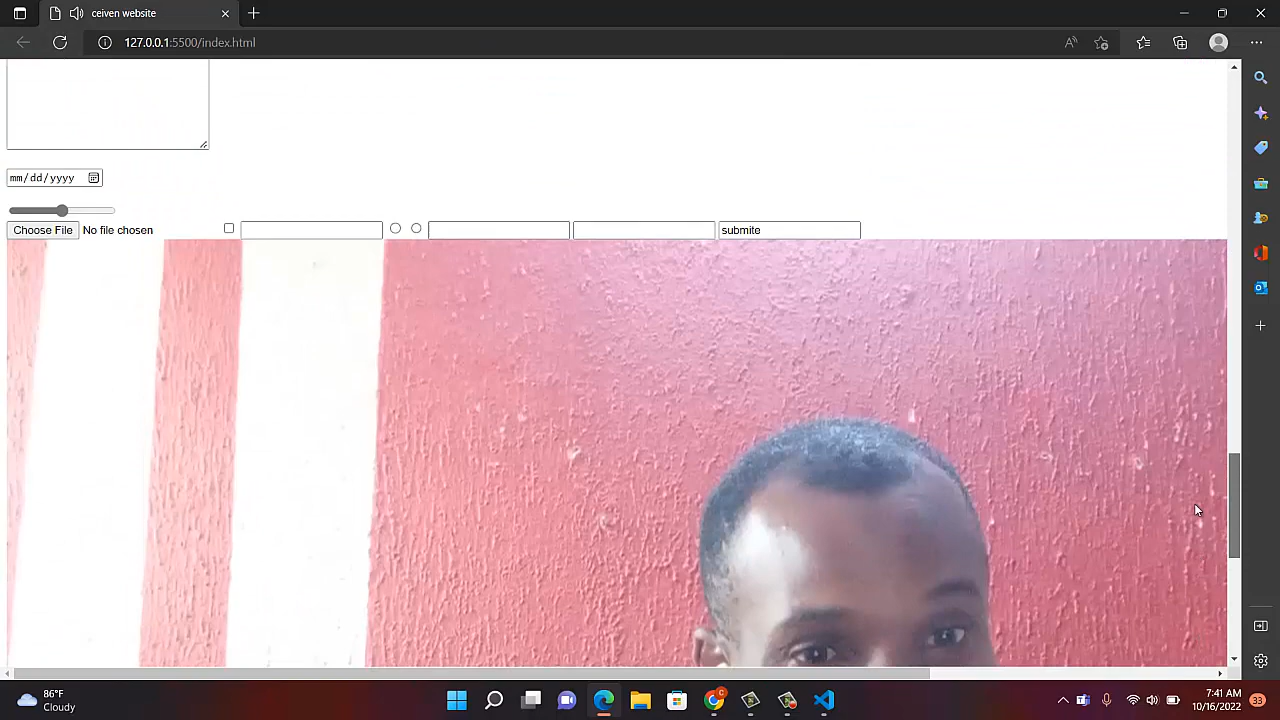 ceiven website
127.0.0.1:5500/index.html
mm/dd/yyyy
Choose File No file chosen
submite
86°F
Cloudy
7:41 AM
10/16/2022
33